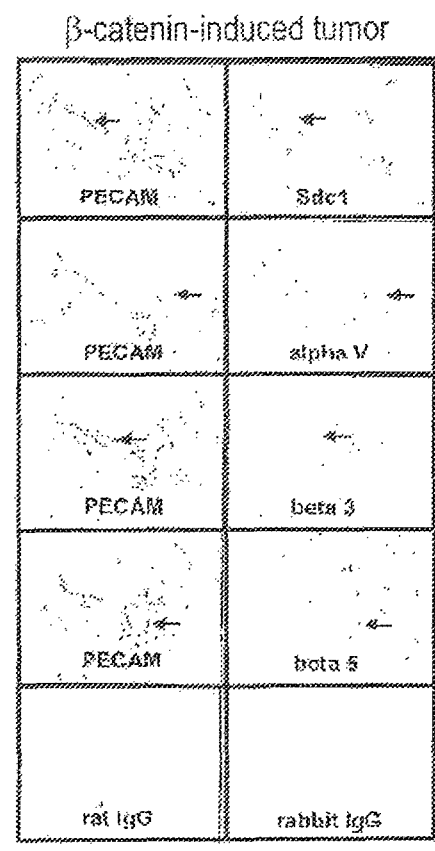 β-catenin-induced tumor
PECAM Sdc1
PECAM alpha V
PECAM beta 3
PECAM beta 5
rat IgG rabbit IgG